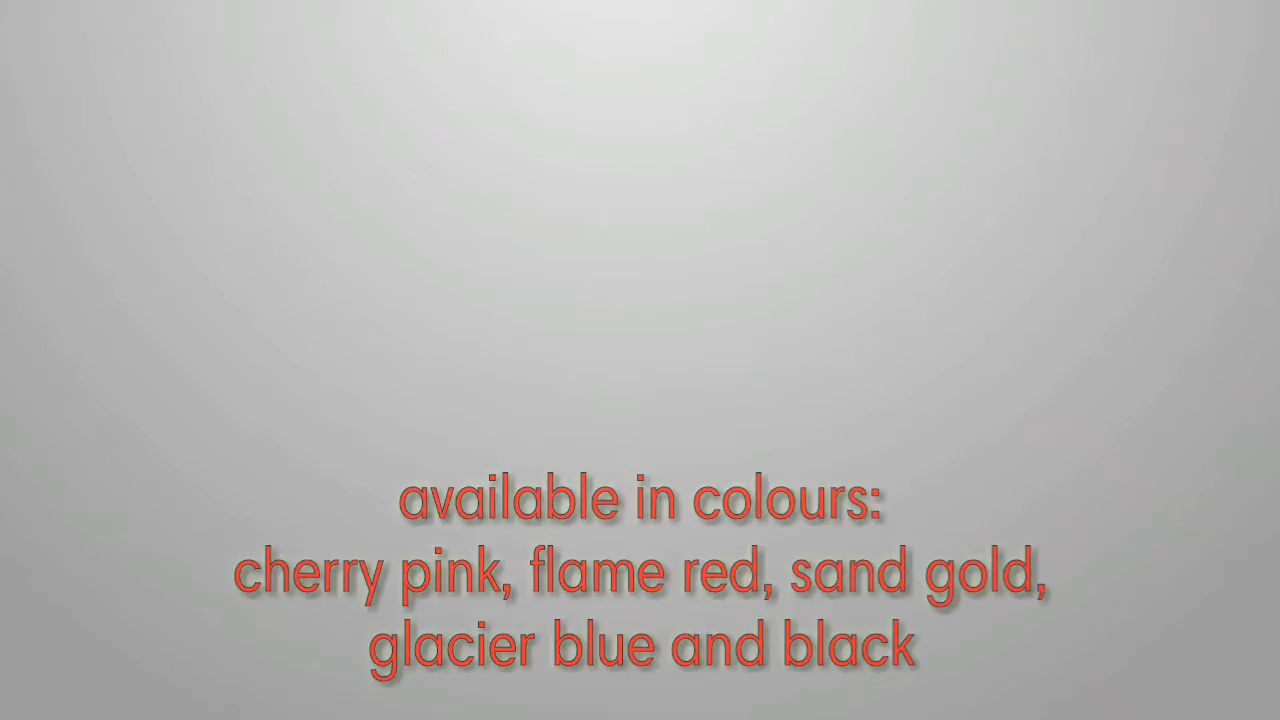 available in colours:
cherry pink, flame red, sand gold,
glacier blue and black